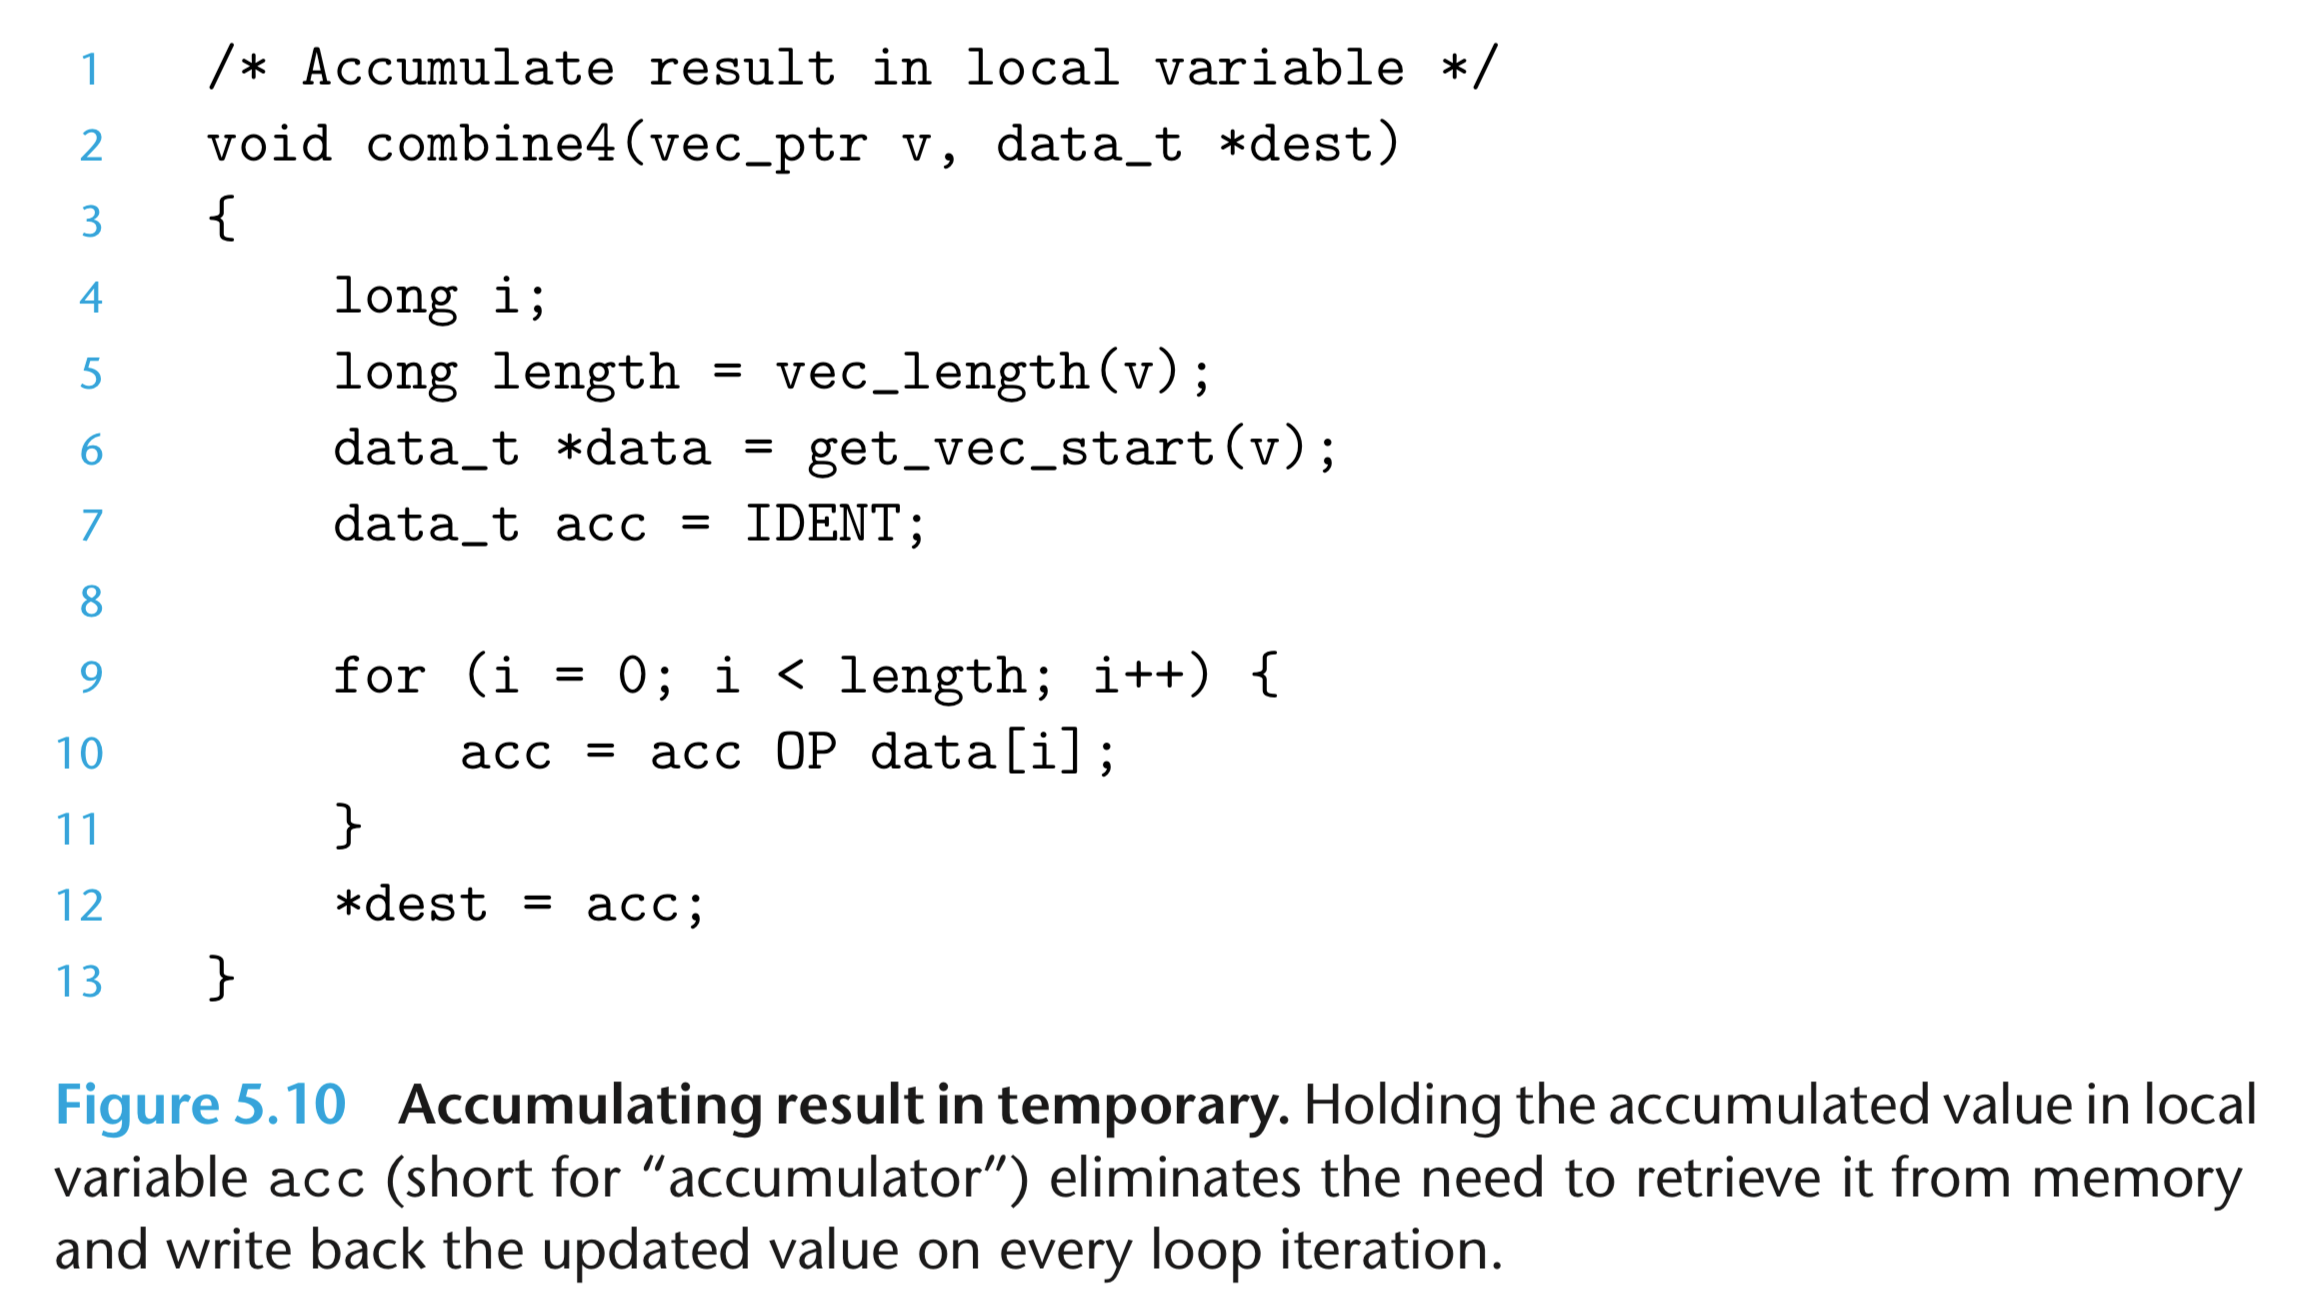 1 /* Accumulate result in local variable */
2 void combine4(vec_ptr v, data_t *dest)
3 {
4     long i;
5     long length = vec_length(v);
6     data_t *data = get_vec_start(v);
7     data_t acc = IDENT;
8
9     for (i = 0; i < length; i++) {
10         acc = acc OP data[i];
11     }
12     *dest = acc;
13 }
Figure 5.10 Accumulating result in temporary. Holding the accumulated value in local
variable acc (short for “accumulator”) eliminates the need to retrieve it from memory
and write back the updated value on every loop iteration.